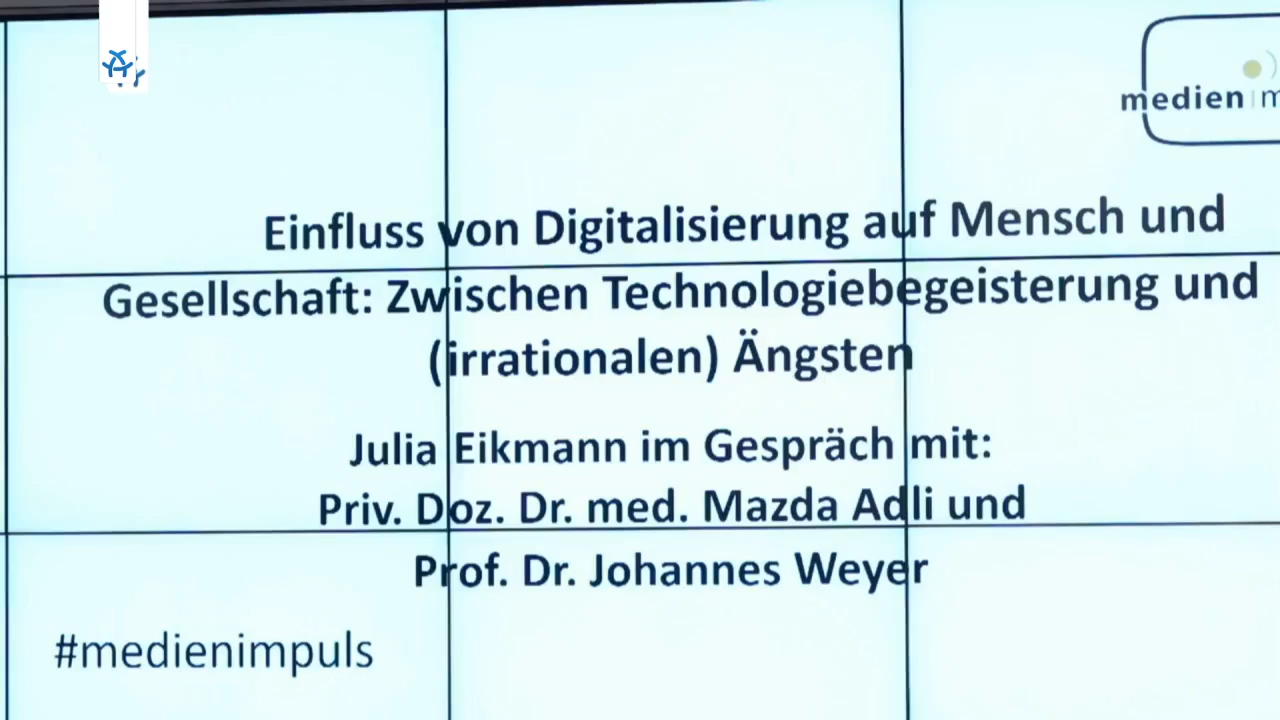 medien
Einfluss von Digitalisierung auf Mensch und
Gesellschaft: Zwischen Technologiebegeisterung und
(irrationalen) Ängsten
Julia Eikmann im Gespräch mit:
Priv. Doz. Dr. med. Mazda Adli und
Prof. Dr. Johannes Weyer
#medienimpuls